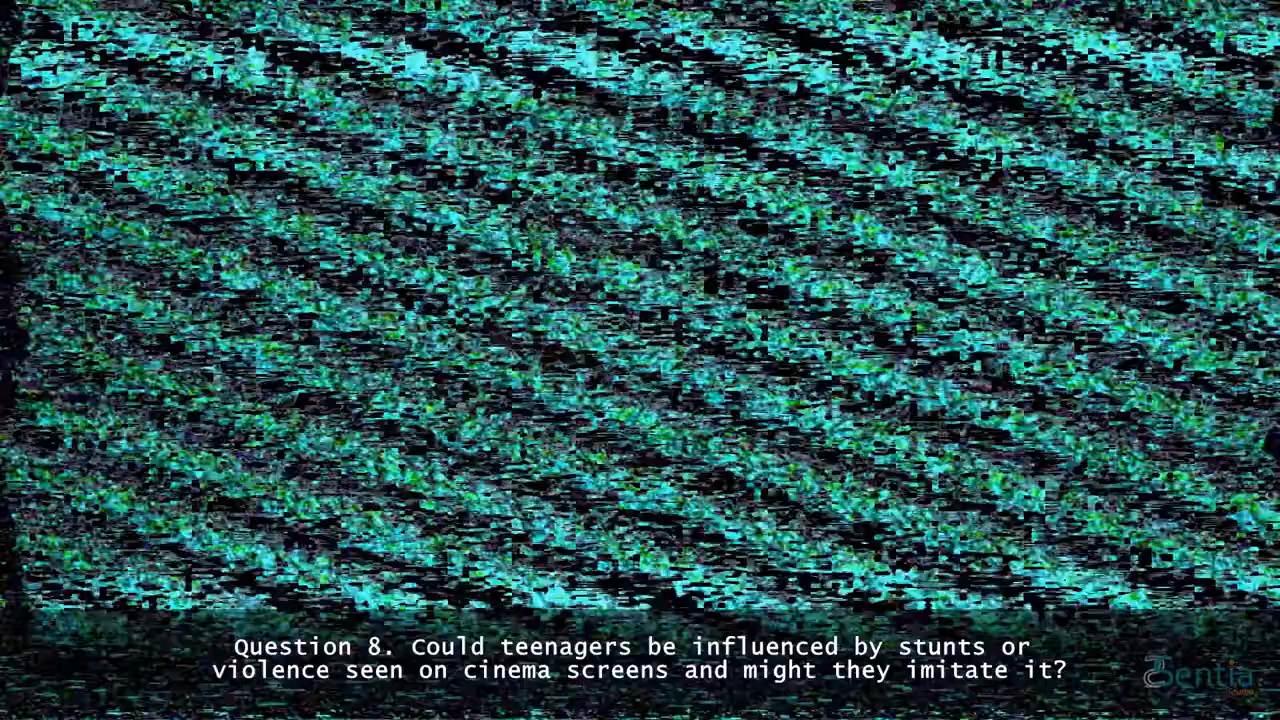 Question 8. Could teenagers be influenced by stunts or
violence seen on cinema screens and might they imitate it?
Sentia